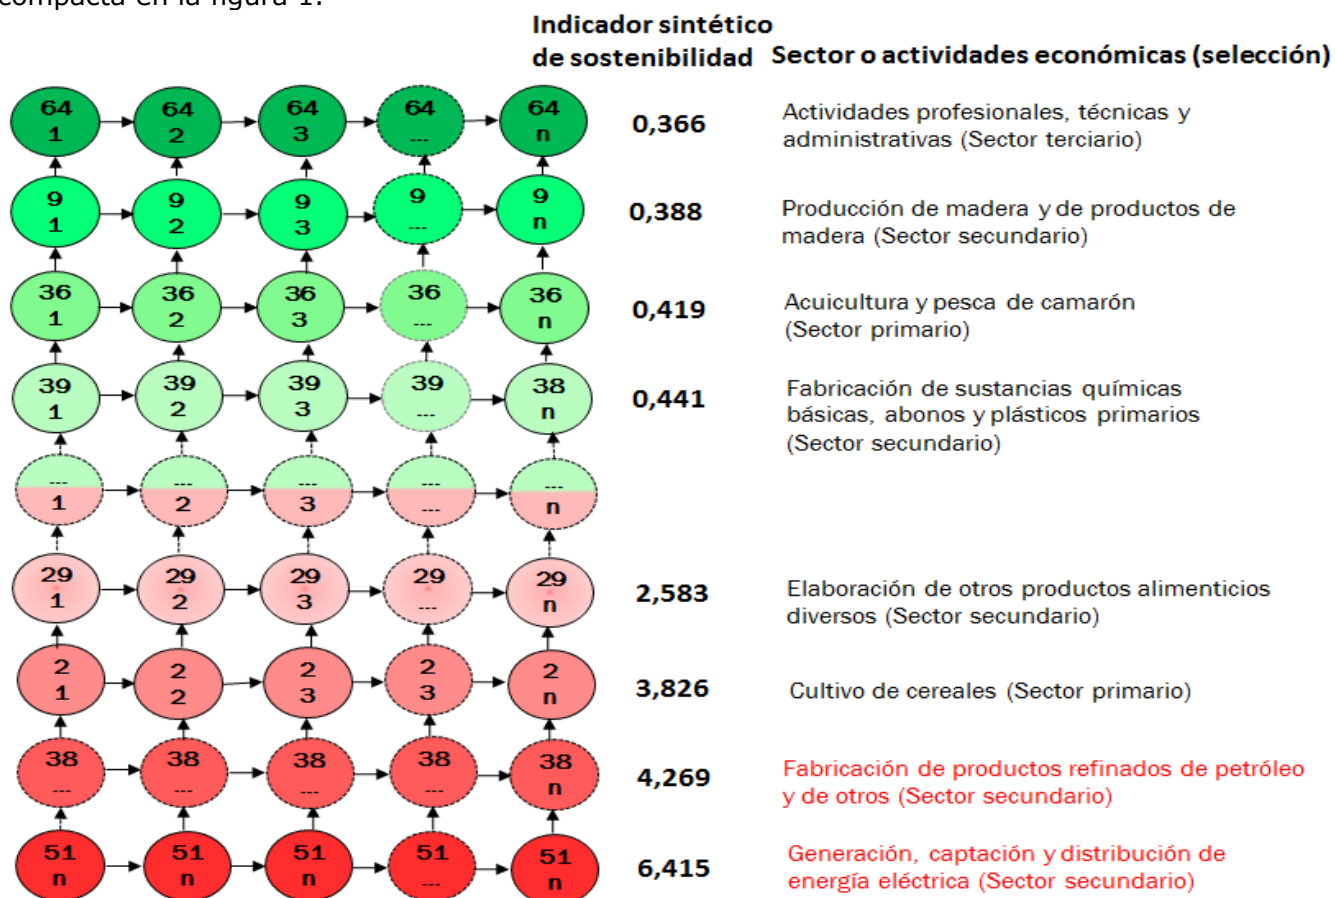 compacta en la figura 1.
Indicador sintético
de sostenibilidad Sector o actividades económicas (selección)
64 64 64 64 64
1 2 3 ... n
0,366
Actividades profesionales, técnicas y
administrativas (Sector terciario)
9 9 9 9 9
1 2 3 ... n
0,388
Producción de madera y de productos de
madera (Sector secundario)
36 36 36 36 36
1 2 3 ... n
0,419
Acuicultura y pesca de camarón
(Sector primario)
39 39 39 39 38
1 2 3 ... n
0,441
Fabricación de sustancias químicas
básicas, abonos y plásticos primarios
(Sector secundario)
... ... ... ... ...
1 2 3 ... n
29 29 29 29 29
1 2 3 ... n
2,583
Elaboración de otros productos alimenticios
diversos (Sector secundario)
2 2 2 2 2
1 2 3 3 n
3,826
Cultivo de cereales (Sector primario)
38 38 38 38 38
... ... ... ... n
4,269
Fabricación de productos refinados de petróleo
y de otros (Sector secundario)
51 51 51 51 51
n n n ... n
6,415
Generación, captación y distribución de
energía eléctrica (Sector secundario)